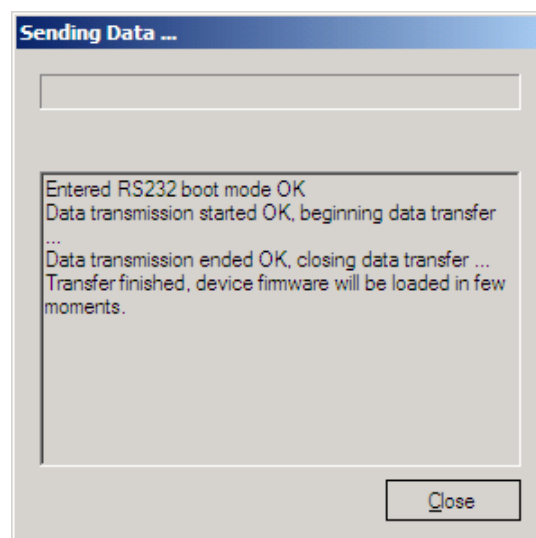 Sending Data ...
Entered RS232 boot mode OK
Data transmission started OK, beginning data transfer
...
Data transmission ended OK, closing data transfer ...
Transfer finished, device firmware will be loaded in few
moments.
Close